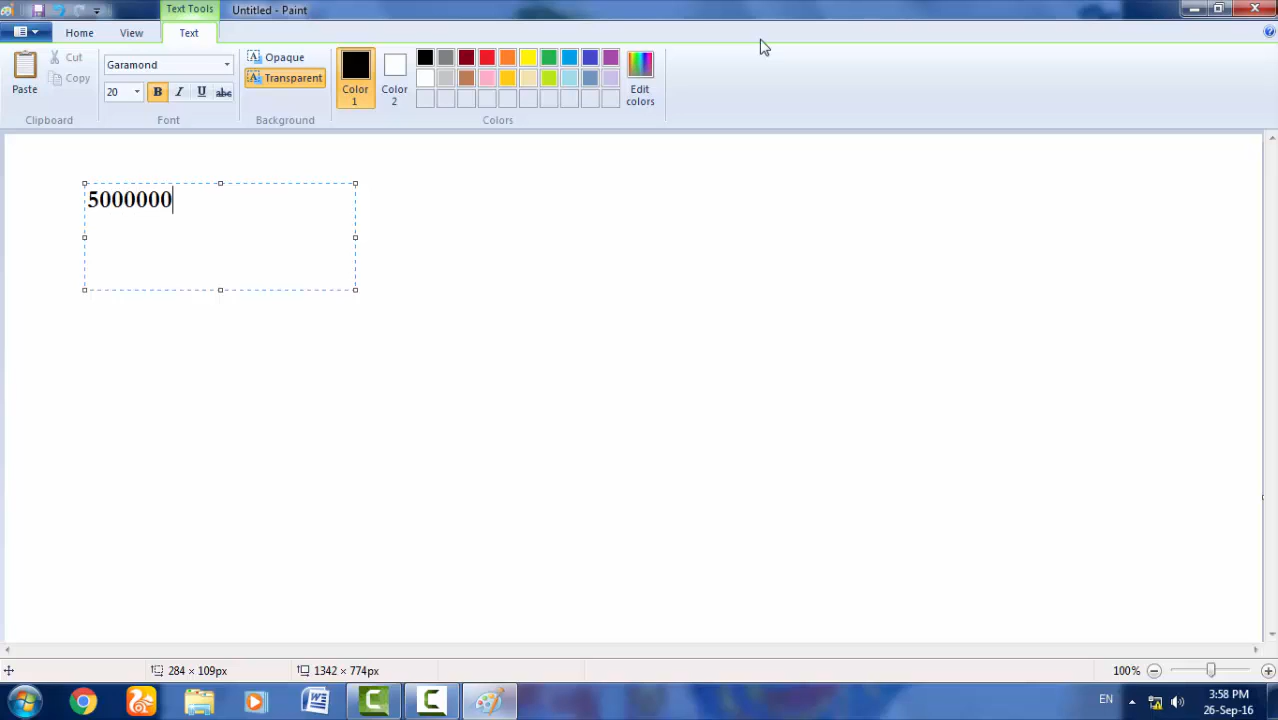 Text Tools Untitled - Paint
Home View Text
Paste
Cut
Copy
Clipboard
Garamond
20 B I U abc
Font
Opaque
Transparent
Background
Color 1
Color 2
Edit colors
Colors
5000000
284 × 109px 1342 × 774px 100%
EN 3:58 PM
26-Sep-16